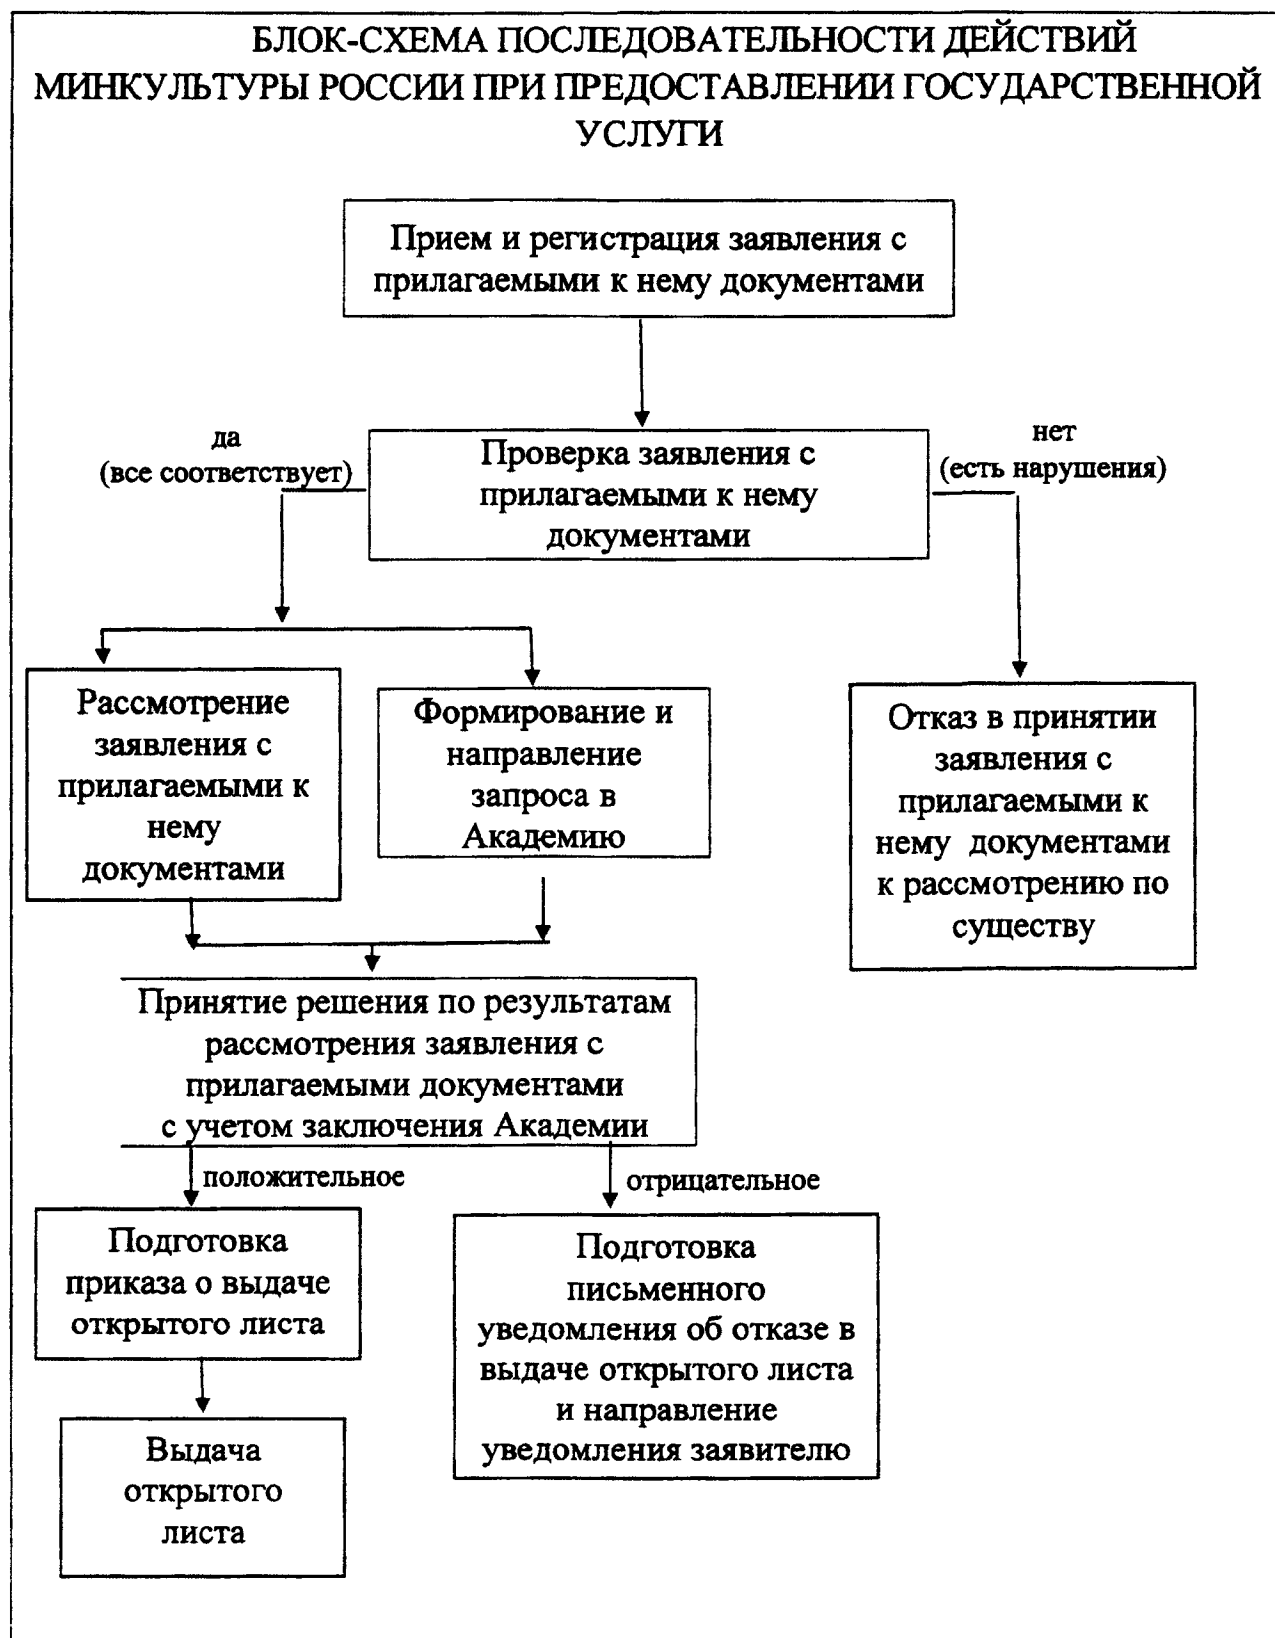 БЛОК-СХЕМА ПОСЛЕДОВАТЕЛЬНОСТИ ДЕЙСТВИЙ
МИНКУЛЬТУРЫ РОССИИ ПРИ ПРЕДОСТАВЛЕНИИ ГОСУДАРСТВЕННОЙ
УСЛУГИ
Прием и регистрация заявления с
прилагаемыми к нему документами
да
(все соответствует)
Проверка заявления с
прилагаемыми к нему
документами
нет
(есть нарушения)
Рассмотрение
заявления с
прилагаемыми к
нему
документами
Формирование и
направление
запроса в
Академию
Отказ в принятии
заявления с
прилагаемыми к
нему документами
к рассмотрению по
существу
Принятие решения по результатам
рассмотрения заявления с
прилагаемыми документами
с учетом заключения Академии
положительное
отрицательное
Подготовка
приказа о выдаче
открытого листа
Подготовка
письменного
уведомления об отказе в
выдаче открытого листа
и направление
уведомления заявителю
Выдача
открытого
листа